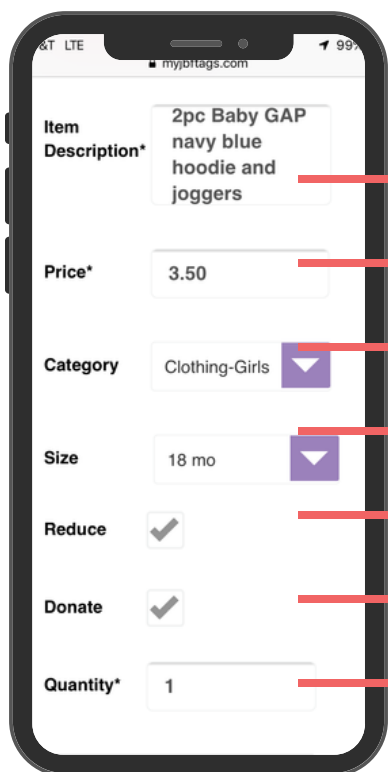 &T LTE 99%
myjbftags.com
Item
Description*
2pc Baby GAP
navy blue
hoodie and
joggers
Price*
3.50
Category
Clothing-Girls
Size
18 mo
Reduce
Donate
Quantity*
1